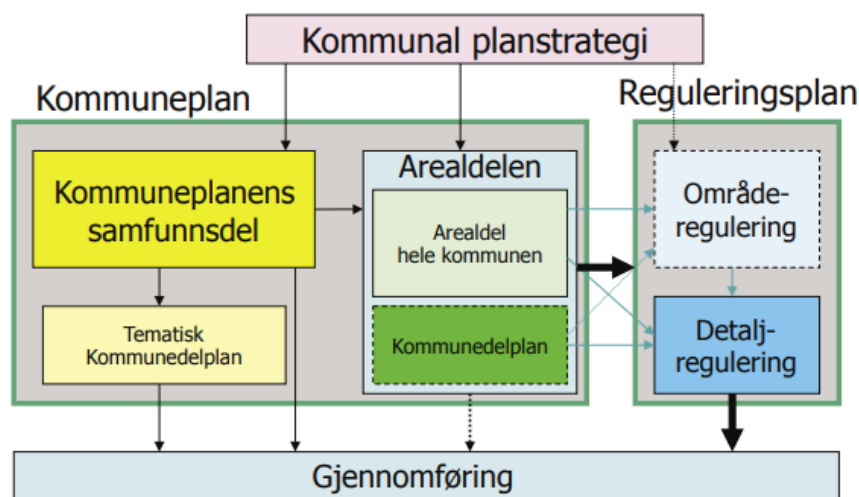 Kommunal planstrategi
Kommuneplan
Reguleringsplan
Kommuneplanens
samfunnsdel
Arealdelen
Arealdel
hele kommunen
Område-
regulering
Tematisk
Kommunedelplan
Kommunedelplan
Detalj-
regulering
Gjennomføring